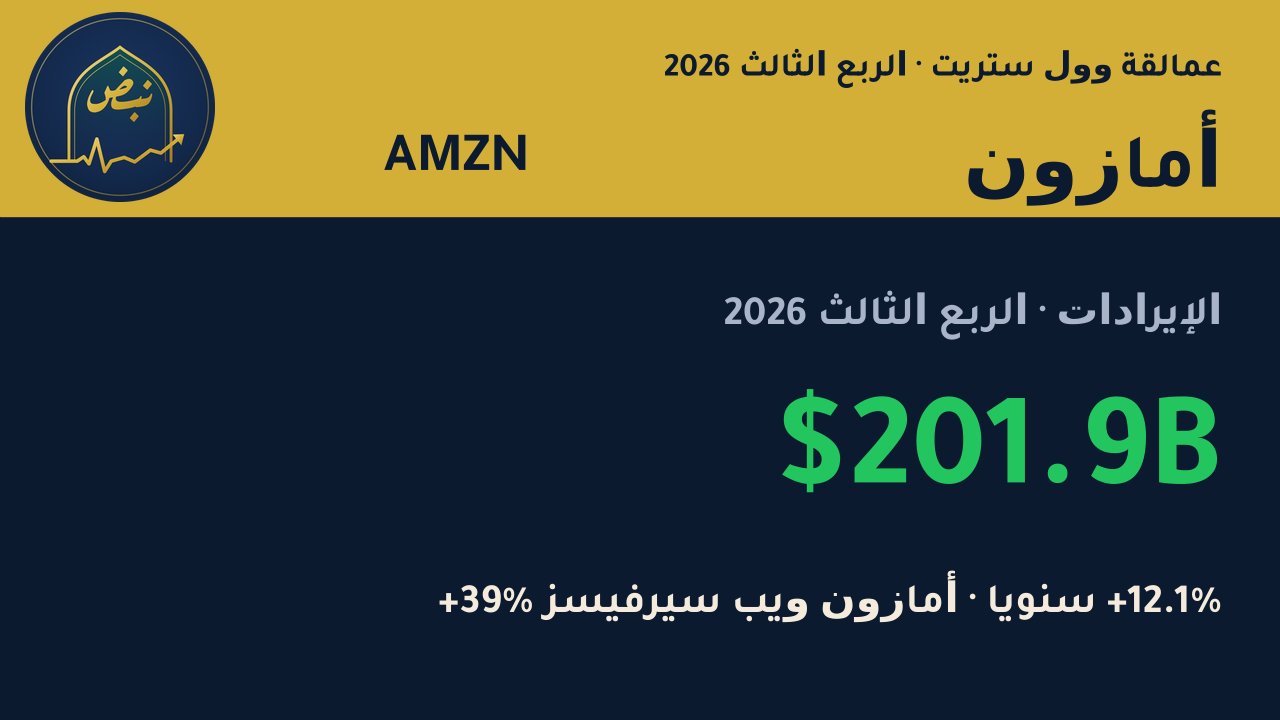 نبض
عمالقة وول ستريت · الربع الثالث 2026
أمازون
AMZN
الإيرادات · الربع الثالث 2026
$201.9B
+12.1% سنويا · أمازون ويب سيرفيسز +39%